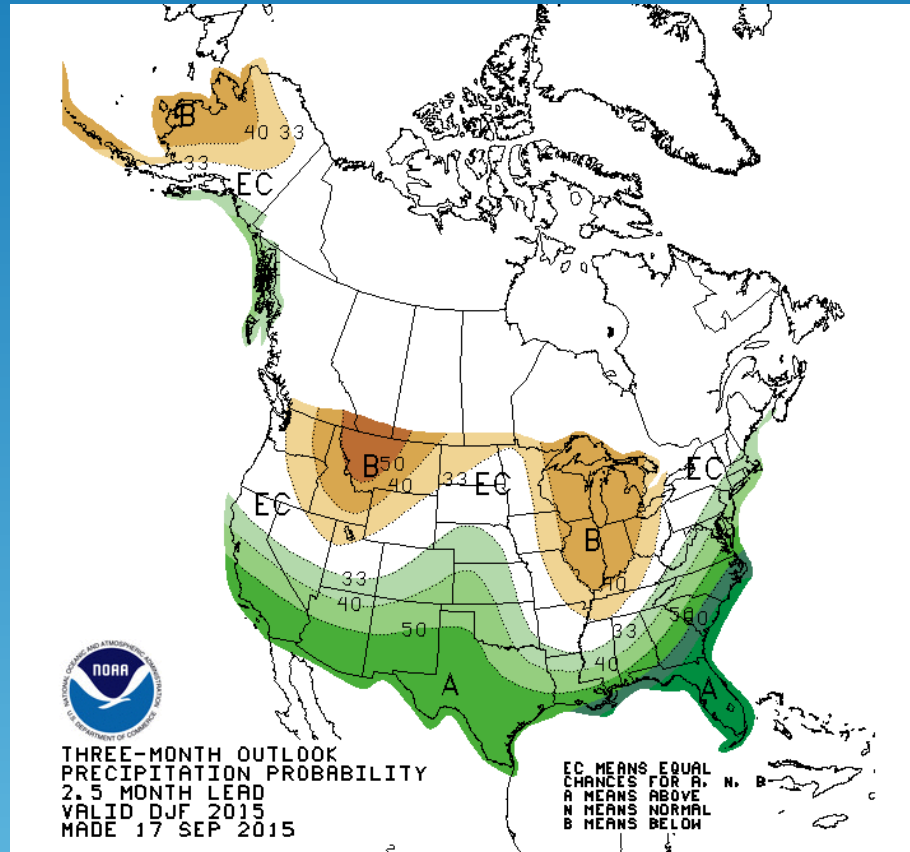 B
40 33
33
EC
B 50
40
33
EC
EC
EC
B
40
33
40
50
50
33
40
A
A
NATIONAL OCEANIC AND ATMOSPHERIC ADMINISTRATION
NOAA
U.S. DEPARTMENT OF COMMERCE
THREE-MONTH OUTLOOK
PRECIPITATION PROBABILITY
2.5 MONTH LEAD
VALID DJF 2015
MADE 17 SEP 2015
EC MEANS EQUAL
CHANCES FOR A, N, B
A MEANS ABOVE
N MEANS NORMAL
B MEANS BELOW